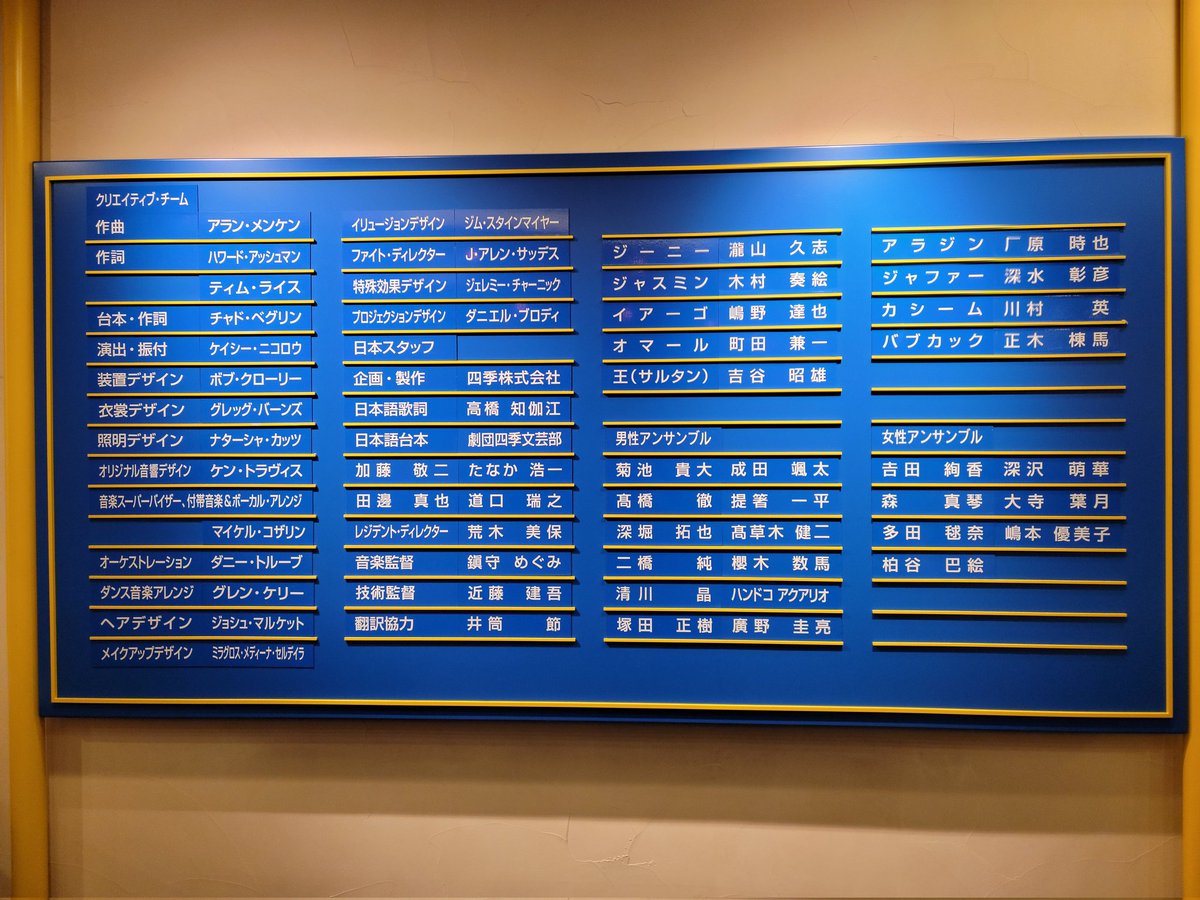 クリエイティブ・チーム
作曲 アラン・メンケン
作詞 ハワード・アッシュマン
ティム・ライス
台本・作詞 チャド・ベグリン
演出・振付 ケイシー・ニコロウ
装置デザイン ボブ・クローリー
衣裳デザイン グレッグ・バーンズ
照明デザイン ナターシャ・カッツ
オリジナル音響デザイン ケン・トラヴィス
音楽スーパーバイザー、付帯音楽&ボーカル・アレンジ
マイケル・コザリン
オーケストレーション ダニー・トルーブ
ダンス音楽アレンジ グレン・ケリー
ヘアデザイン ジョシュ・マルケット
メイクアップデザイン ミラグロス・メディーナ・セルデイラ
イリュージョンデザイン ジム・スタインマイヤー
ファイト・ディレクター J・アレン・サッデス
特殊効果デザイン ジェレミー・チャーニック
プロジェクションデザイン ダニエル・ブロディ
日本スタッフ
企画・製作 四季株式会社
日本語歌詞 高橋 知伽江
日本語台本 劇団四季文芸部
加藤 敬二 たなか 浩一
田邊 真也 道口 瑞之
レジデント・ディレクター 荒木 美保
音楽監督 鎮守 めぐみ
技術監督 近藤 建吾
翻訳協力 井筒 節
ジーニー 瀧山 久志
ジャスミン 木村 奏絵
イアーゴ 嶋野 達也
オマール 町田 兼一
王(サルタン) 吉谷 昭雄
男性アンサンブル
菊池 貴大 成田 颯太
髙橋 徹 提箸 一平
深堀 拓也 髙草木 健二
二橋 純 櫻木 数馬
清川 晶 ハンドコ アクアリオ
塚田 正樹 廣野 圭亮
アラジン 厂原 時也
ジャファー 深水 彰彦
カシーム 川村 英
バブカック 正木 棟馬
女性アンサンブル
吉田 絢香 深沢 萌華
森 真琴 大寺 葉月
多田 毬奈 嶋本 優美子
柏谷 巴絵